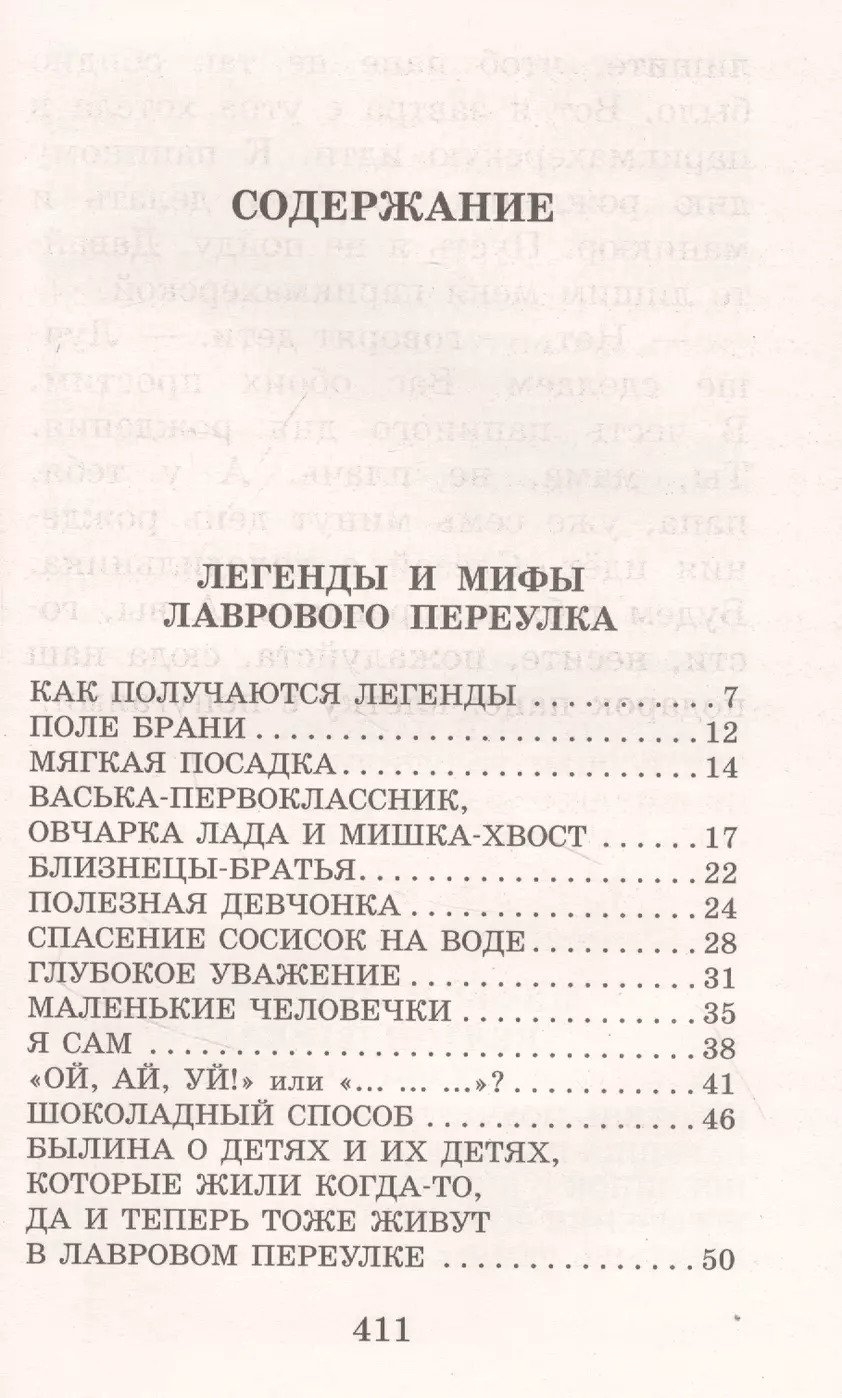 СОДЕРЖАНИЕ
ЛЕГЕНДЫ И МИФЫ
ЛАВРОВОГО ПЕРЕУЛКА
КАК ПОЛУЧАЮТСЯ ЛЕГЕНДЫ .......... 7
ПОЛЕ БРАНИ .......................... 12
МЯГКАЯ ПОСАДКА ..................... 14
ВАСЬКА-ПЕРВОКЛАССНИК,
ОВЧАРКА ЛАДА И МИШКА-ХВОСТ ...... 17
БЛИЗНЕЦЫ-БРАТЬЯ .................... 22
ПОЛЕЗНАЯ ДЕВЧОНКА ................. 24
СПАСЕНИЕ СОСИСОК НА ВОДЕ .......... 28
ГЛУБОКОЕ УВАЖЕНИЕ ................. 31
МАЛЕНЬКИЕ ЧЕЛОВЕЧКИ .............. 35
Я САМ ................................ 38
«ОЙ, АЙ, УЙ!» или «... ... ...»? ........... 41
ШОКОЛАДНЫЙ СПОСОБ ................ 46
БЫЛИНА О ДЕТЯХ И ИХ ДЕТЯХ,
КОТОРЫЕ ЖИЛИ КОГДА-ТО,
ДА И ТЕПЕРЬ ТОЖЕ ЖИВУТ
В ЛАВРОВОМ ПЕРЕУЛКЕ ............... 50
411